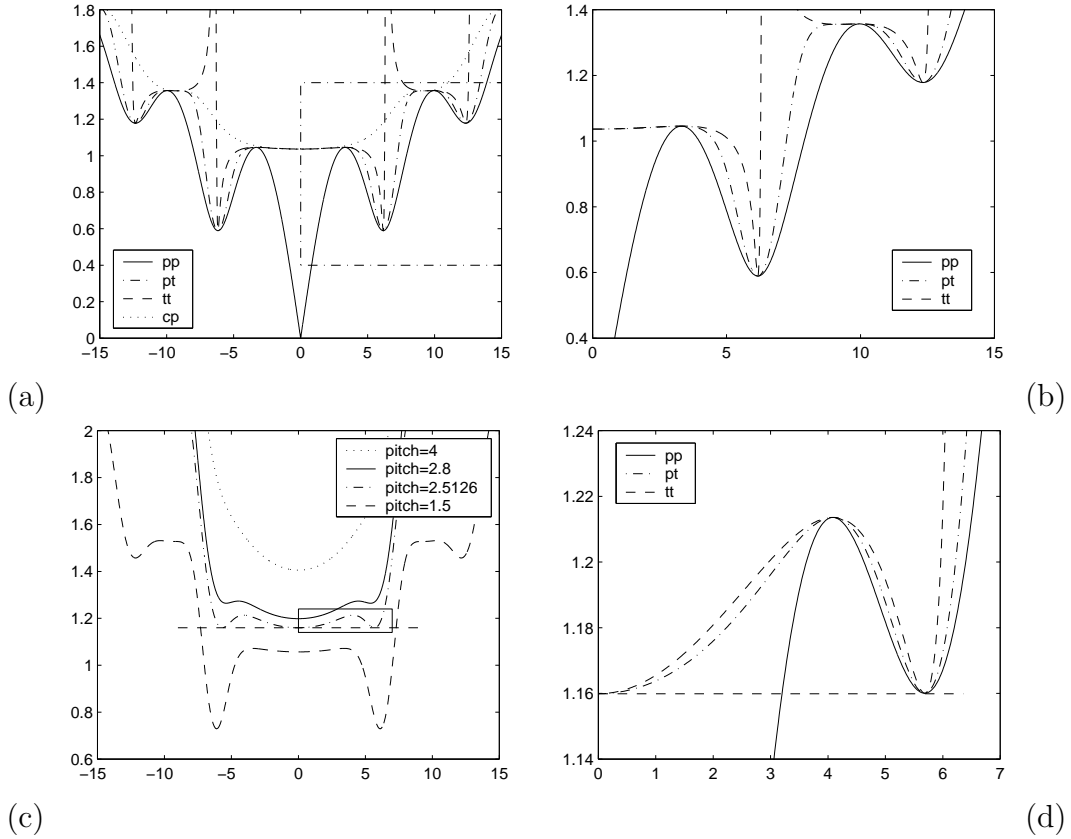 1.8
1.6
1.4
1.2
1
0.8
0.6
0.4
0.2
0
pp
pt
tt
cp
−15 −10 −5 0 5 10 15
(a)
1.4
1.2
1
0.8
0.6
0.4
pp
pt
tt
0 5 10 15
(b)
2
1.8
1.6
1.4
1.2
1
0.8
0.6
pitch=4
pitch=2.8
pitch=2.5126
pitch=1.5
−15 −10 −5 0 5 10 15
(c)
1.24
1.22
1.2
1.18
1.16
1.14
pp
pt
tt
0 1 2 3 4 5 6 7
(d)